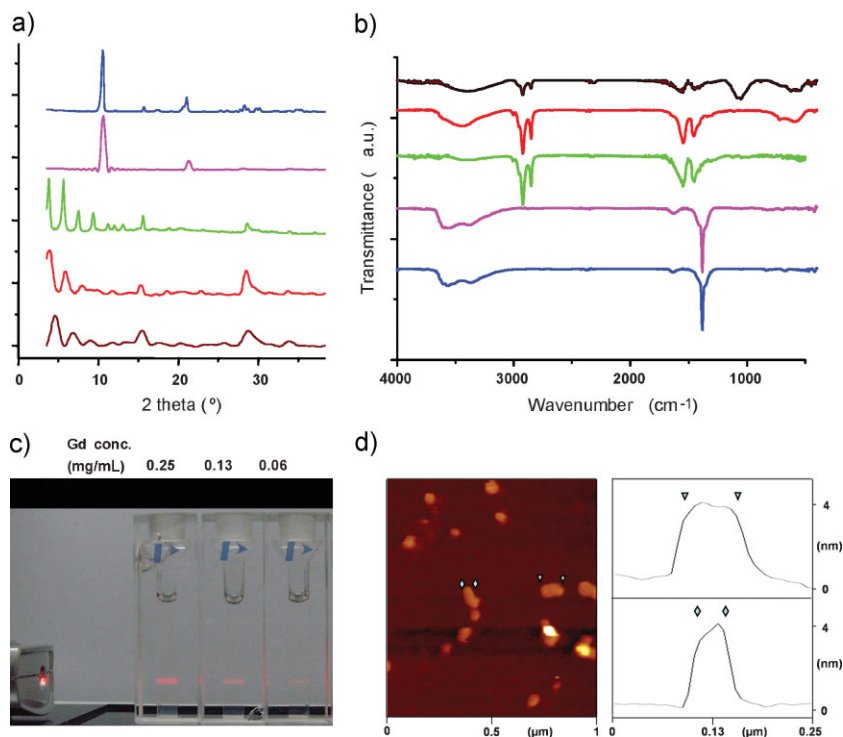 a)
b)
0 10 20 30
2 theta (º)
Transmittance ( a.u.)
4000 3000 2000 1000
Wavenumber (cm-1)
c)
Gd conc.
(mg/mL) 0.25 0.13 0.06
d)
0 0.5 (µm) 1
4
(nm)
0
4
(nm)
0
0 0.13 (µm) 0.25